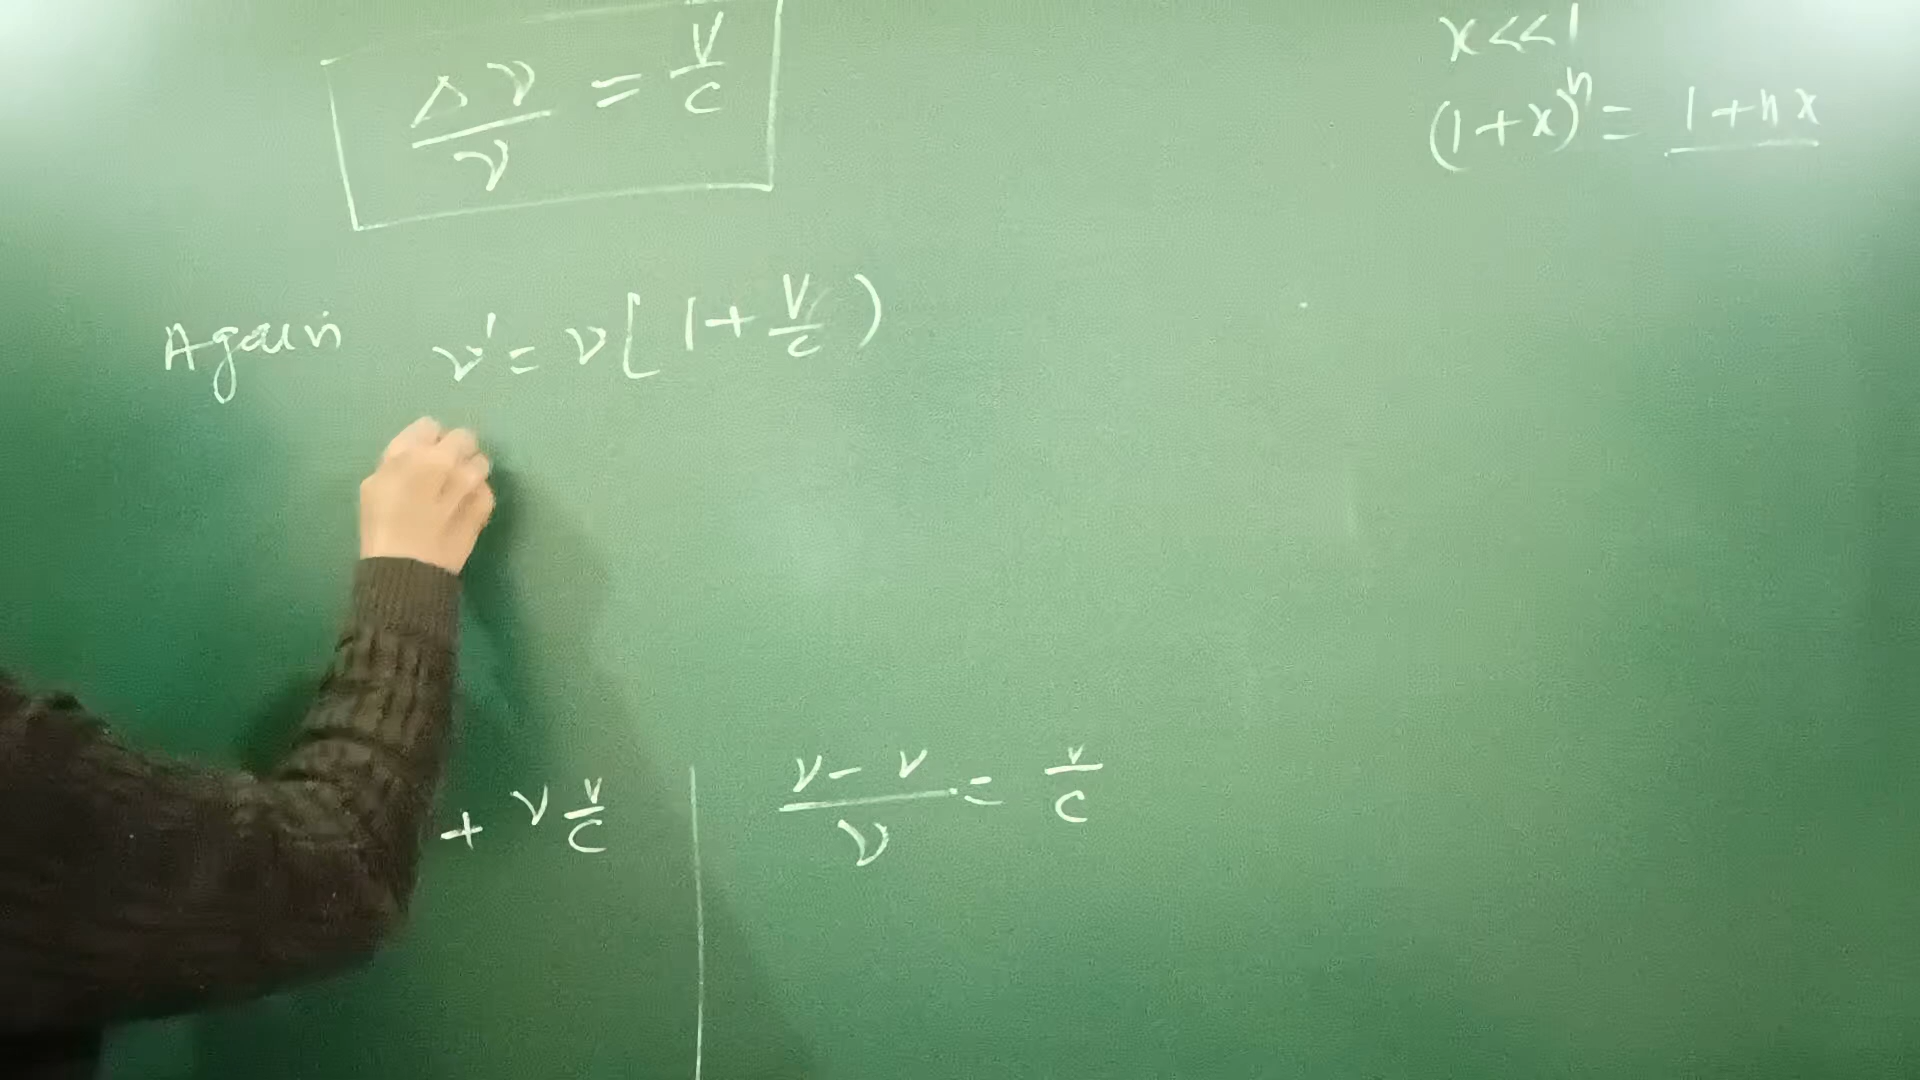 Δν/ν = v/c
x<<1
(1+x)ⁿ = 1+nx
Again ν' = ν[1+v/c)
+ ν v/c
ν-ν/ν = v/c